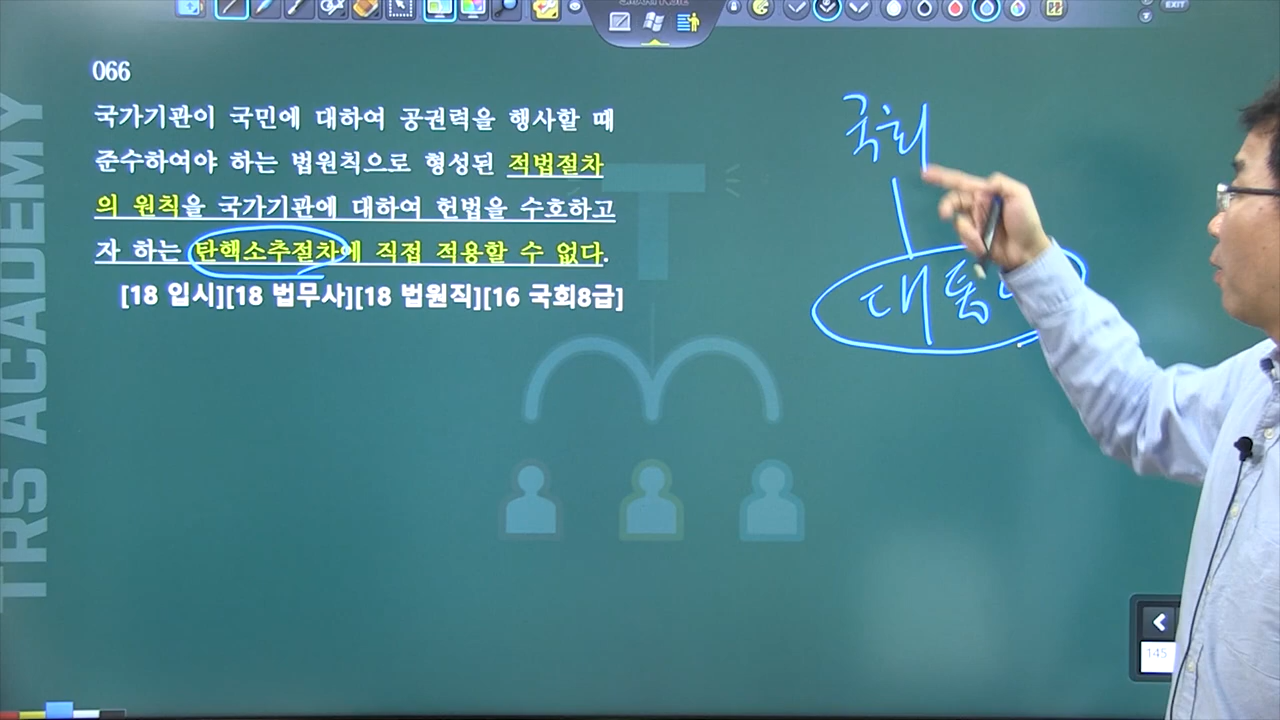 066
국가기관이 국민에 대하여 공권력을 행사할 때
준수하여야 하는 법원칙으로 형성된 적법절차
의 원칙을 국가기관에 대하여 헌법을 수호하고
자 하는 탄핵소추절차에 직접 적용할 수 없다.
[18 입시][18 법무사][18 법원직][16 국회8급]
국회
대통
TRS ACADEMY
EXIT
145